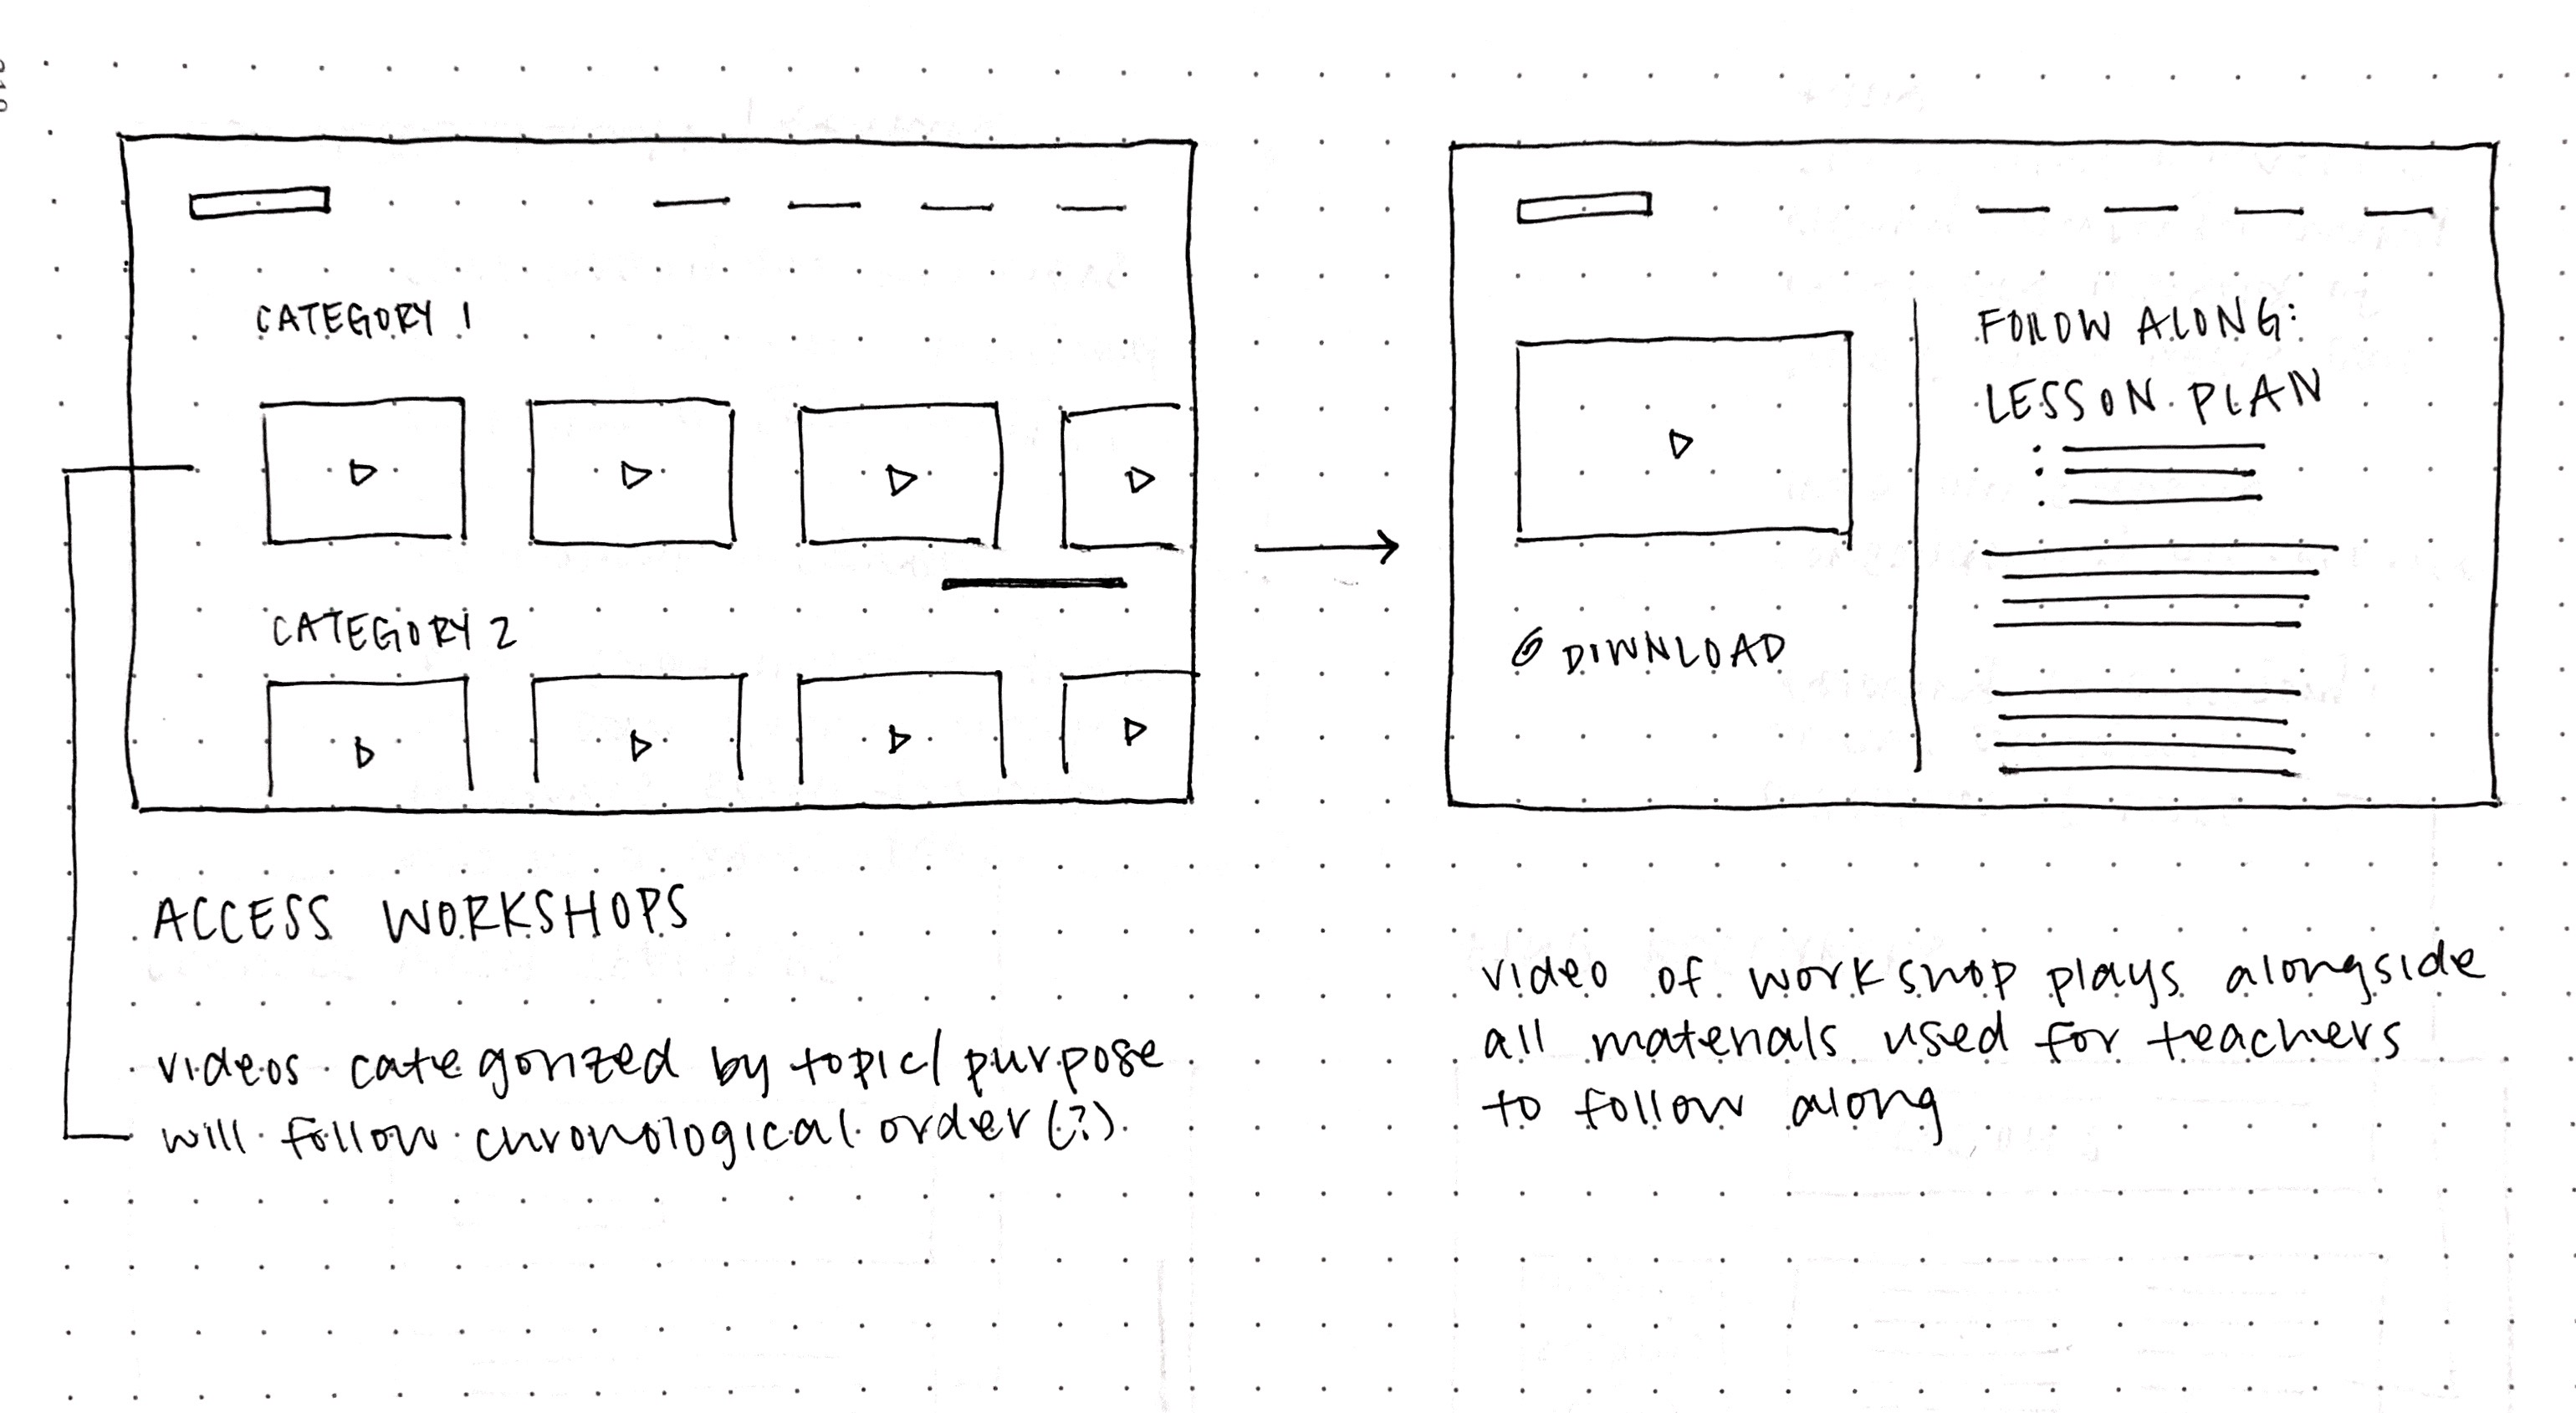 CATEGORY 1
CATEGORY 2
ACCESS WORKSHOPS
videos categorized by topic/purpose
will follow chronological order (?)
FOLLOW ALONG:
LESSON PLAN
DOWNLOAD
video of workshop plays alongside
all materials used for teachers
to follow along